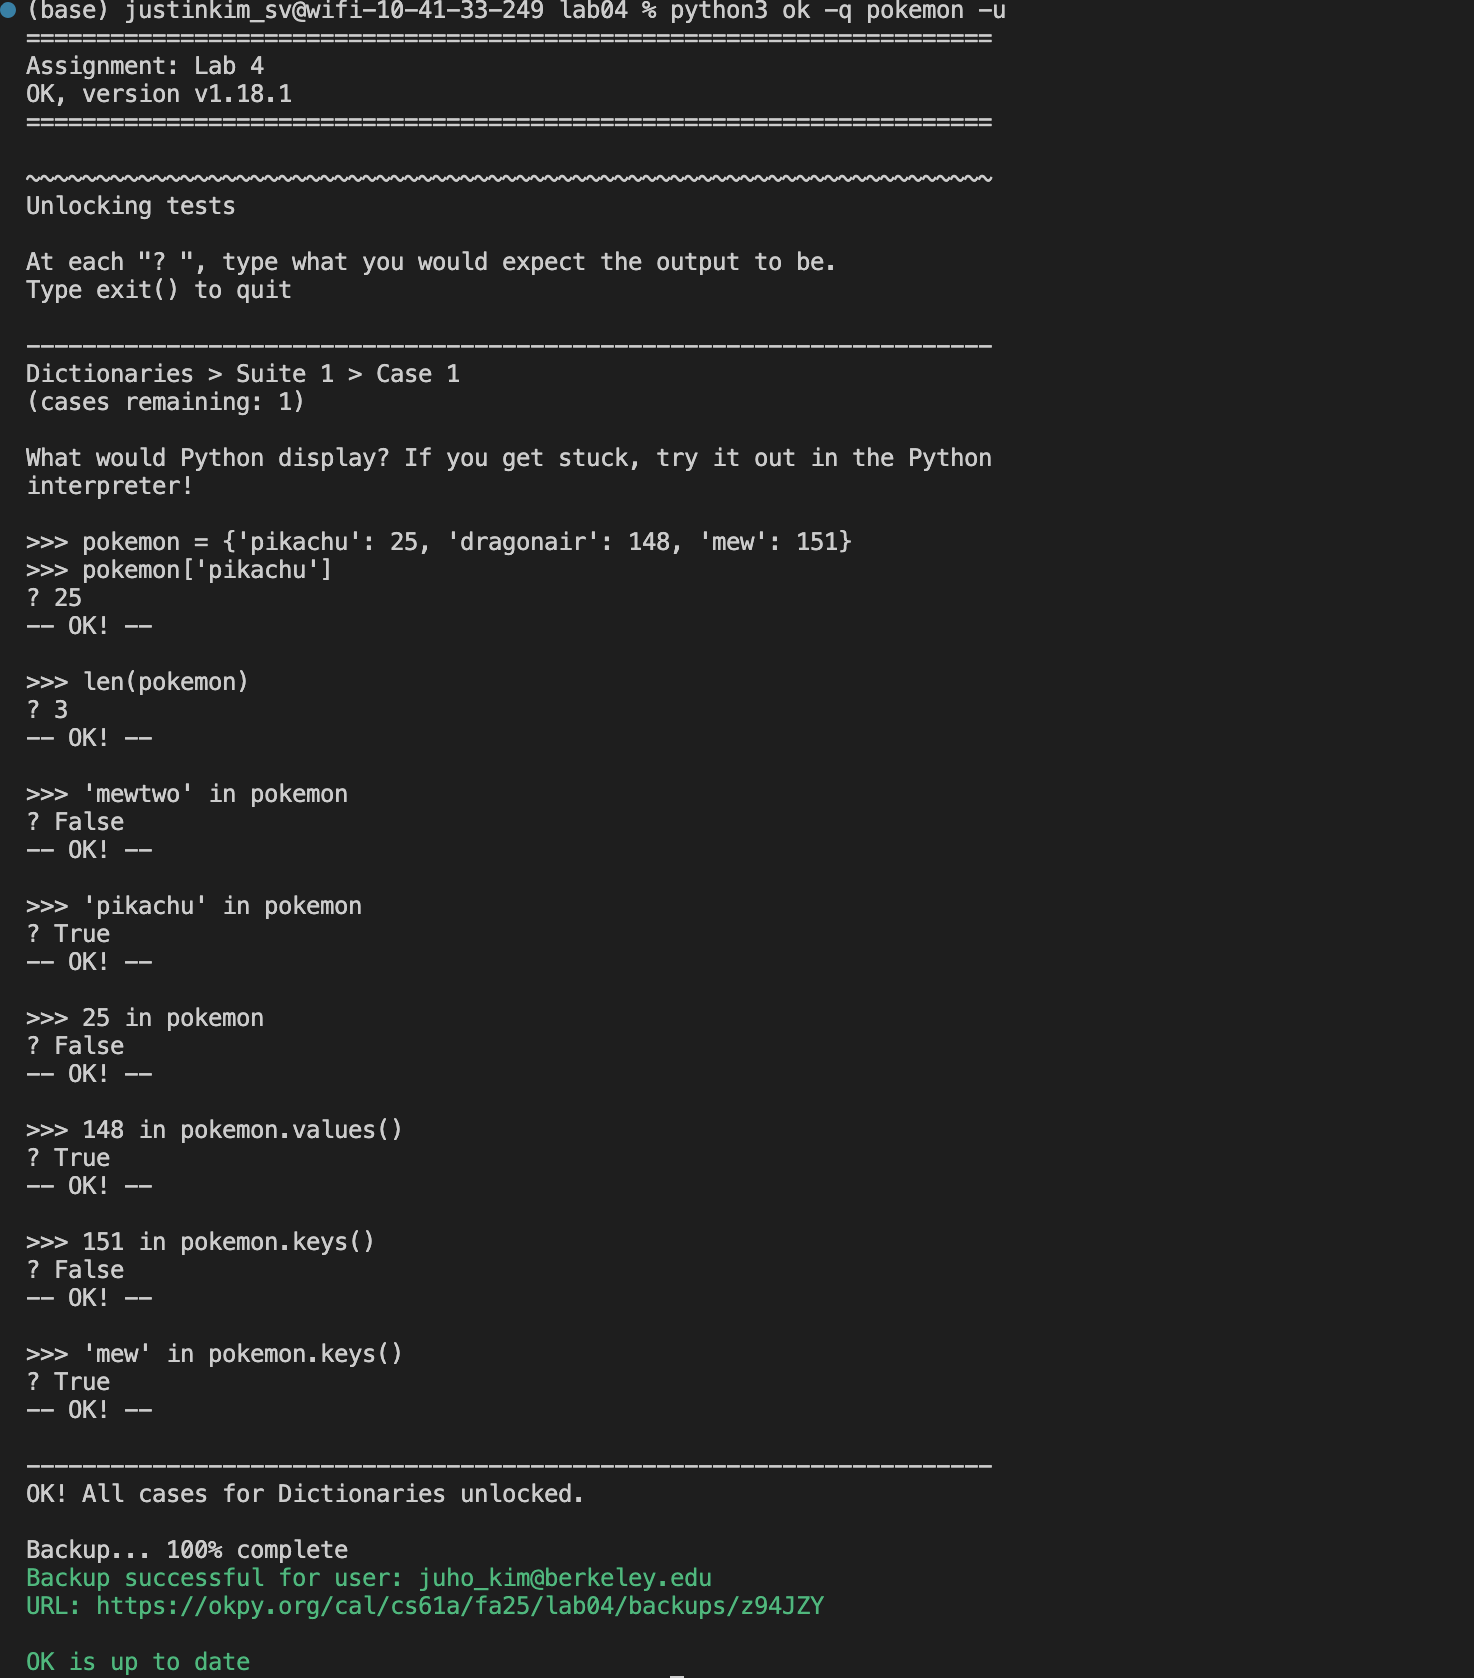 (base) justinkim_sv@wifi-10-41-33-249 lab04 % python3 ok -q pokemon -u
=====================================================================
Assignment: Lab 4
OK, version v1.18.1
=====================================================================
~~~~~~~~~~~~~~~~~~~~~~~~~~~~~~~~~~~~~~~~~~~~~~~~~~~~~~~~~~~~~~~~~~~~~
Unlocking tests
At each "? ", type what you would expect the output to be.
Type exit() to quit
---------------------------------------------------------------------
Dictionaries > Suite 1 > Case 1
(cases remaining: 1)
What would Python display? If you get stuck, try it out in the Python
interpreter!
>>> pokemon = {'pikachu': 25, 'dragonair': 148, 'mew': 151}
>>> pokemon['pikachu']
? 25
-- OK! --
>>> len(pokemon)
? 3
-- OK! --
>>> 'mewtwo' in pokemon
? False
-- OK! --
>>> 'pikachu' in pokemon
? True
-- OK! --
>>> 25 in pokemon
? False
-- OK! --
>>> 148 in pokemon.values()
? True
-- OK! --
>>> 151 in pokemon.keys()
? False
-- OK! --
>>> 'mew' in pokemon.keys()
? True
-- OK! --
---------------------------------------------------------------------
OK! All cases for Dictionaries unlocked.
Backup... 100% complete
Backup successful for user: juho_kim@berkeley.edu
URL: https://okpy.org/cal/cs61a/fa25/lab04/backups/z94JZY
OK is up to date